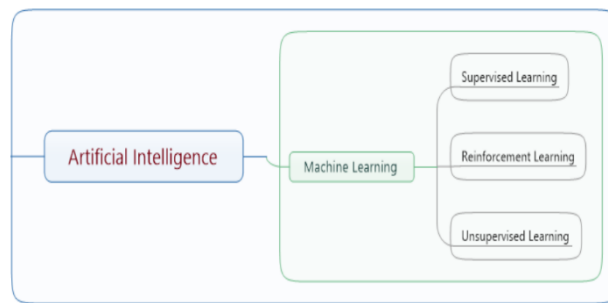 Artificial Intelligence
Machine Learning
Supervised Learning
Reinforcement Learning
Unsupervised Learning